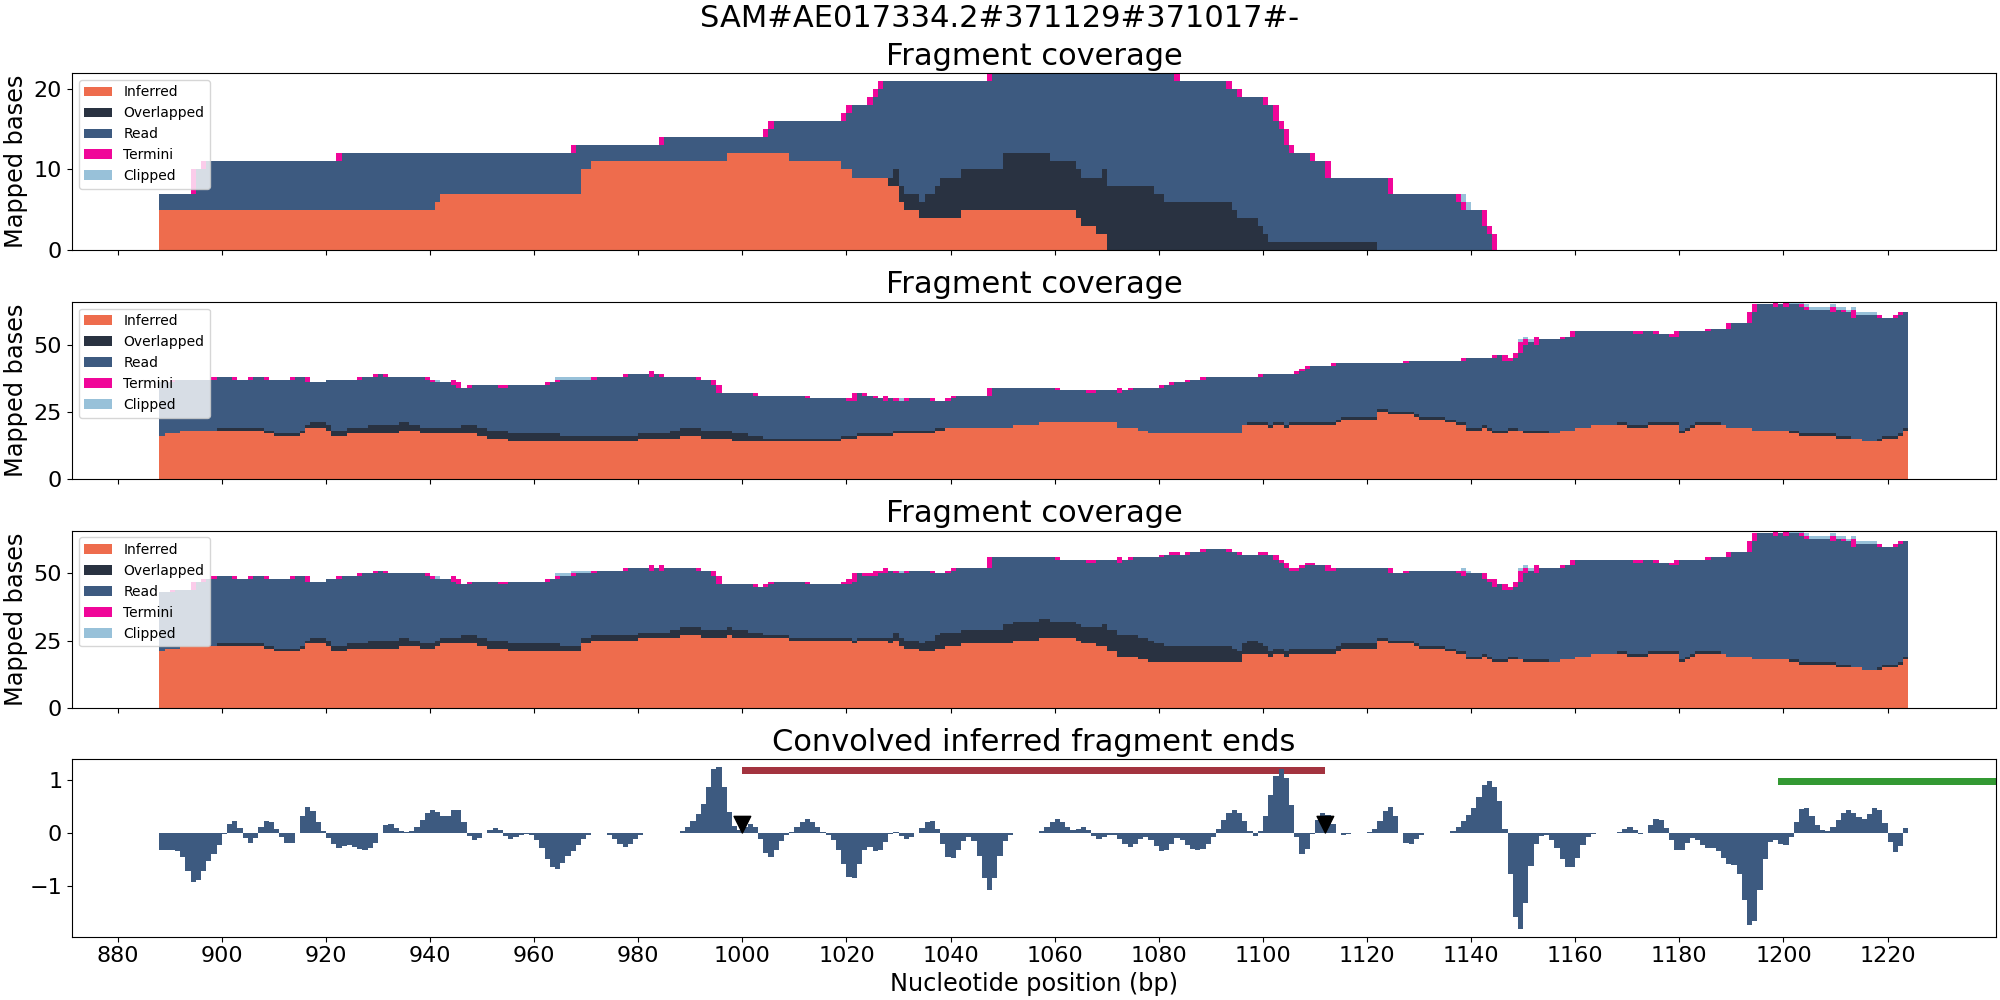 SAM#AE017334.2#371129#371017#-
Fragment coverage
Mapped bases
20
10
0
Inferred
Overlapped
Read
Termini
Clipped
Fragment coverage
Mapped bases
50
25
0
Inferred
Overlapped
Read
Termini
Clipped
Fragment coverage
Mapped bases
50
25
0
Inferred
Overlapped
Read
Termini
Clipped
Convolved inferred fragment ends
1
0
−1
880 900 920 940 960 980 1000 1020 1040 1060 1080 1100 1120 1140 1160 1180 1200 1220
Nucleotide position (bp)